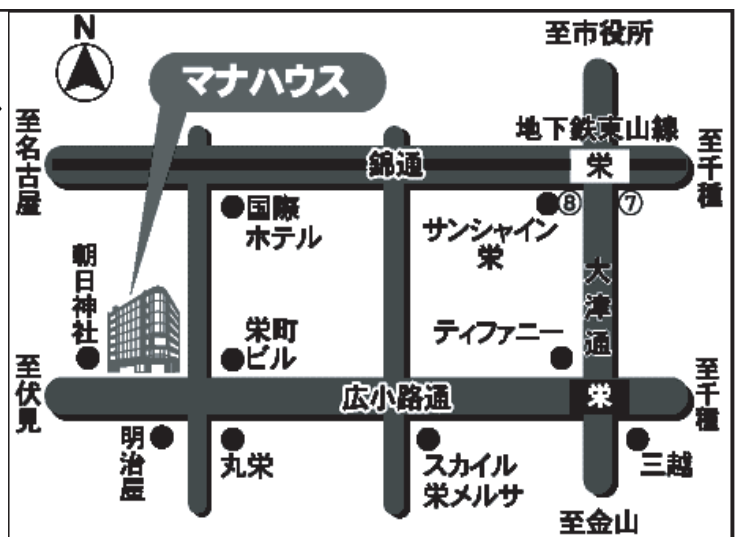 N
マナハウス
至市役所
地下鉄東山線
至名古屋
錦通
栄
至千種
国際
ホテル
サンシャイン
栄
⑧
⑦
朝日神社
大津通
栄町
ビル
ティファニー
至伏見
広小路通
栄
至千種
明治屋
丸栄
スカイル
栄メルサ
三越
至金山